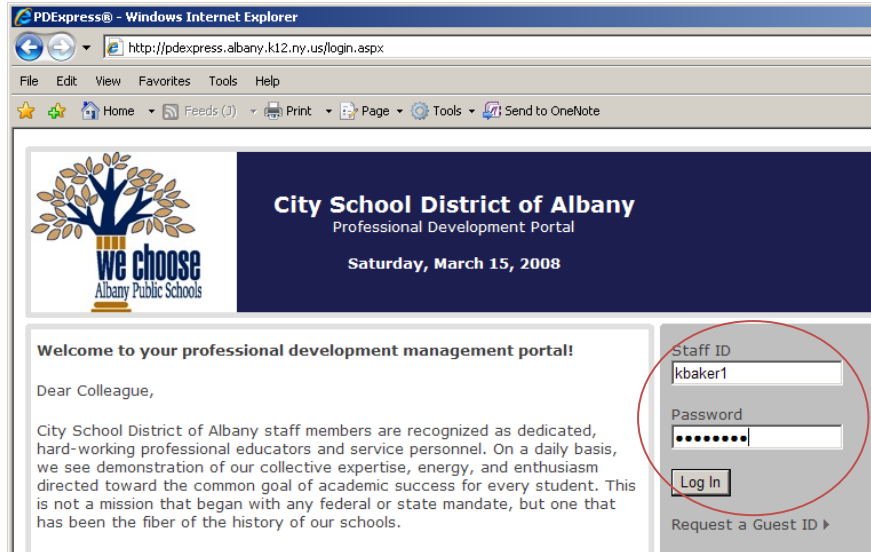 PDExpress® - Windows Internet Explorer
http://pdexpress.albany.k12.ny.us/login.aspx
File Edit View Favorites Tools Help
Home Feeds (J) Print Page Tools Send to OneNote
City School District of Albany
Professional Development Portal
Saturday, March 15, 2008
We choose
Albany Public Schools
Welcome to your professional development management portal!
Dear Colleague,
City School District of Albany staff members are recognized as dedicated,
hard-working professional educators and service personnel. On a daily basis,
we see demonstration of our collective expertise, energy, and enthusiasm
directed toward the common goal of academic success for every student. This
is not a mission that began with any federal or state mandate, but one that
has been the fiber of the history of our schools.
Staff ID
kbaker1
Password
••••••••
Log In
Request a Guest ID